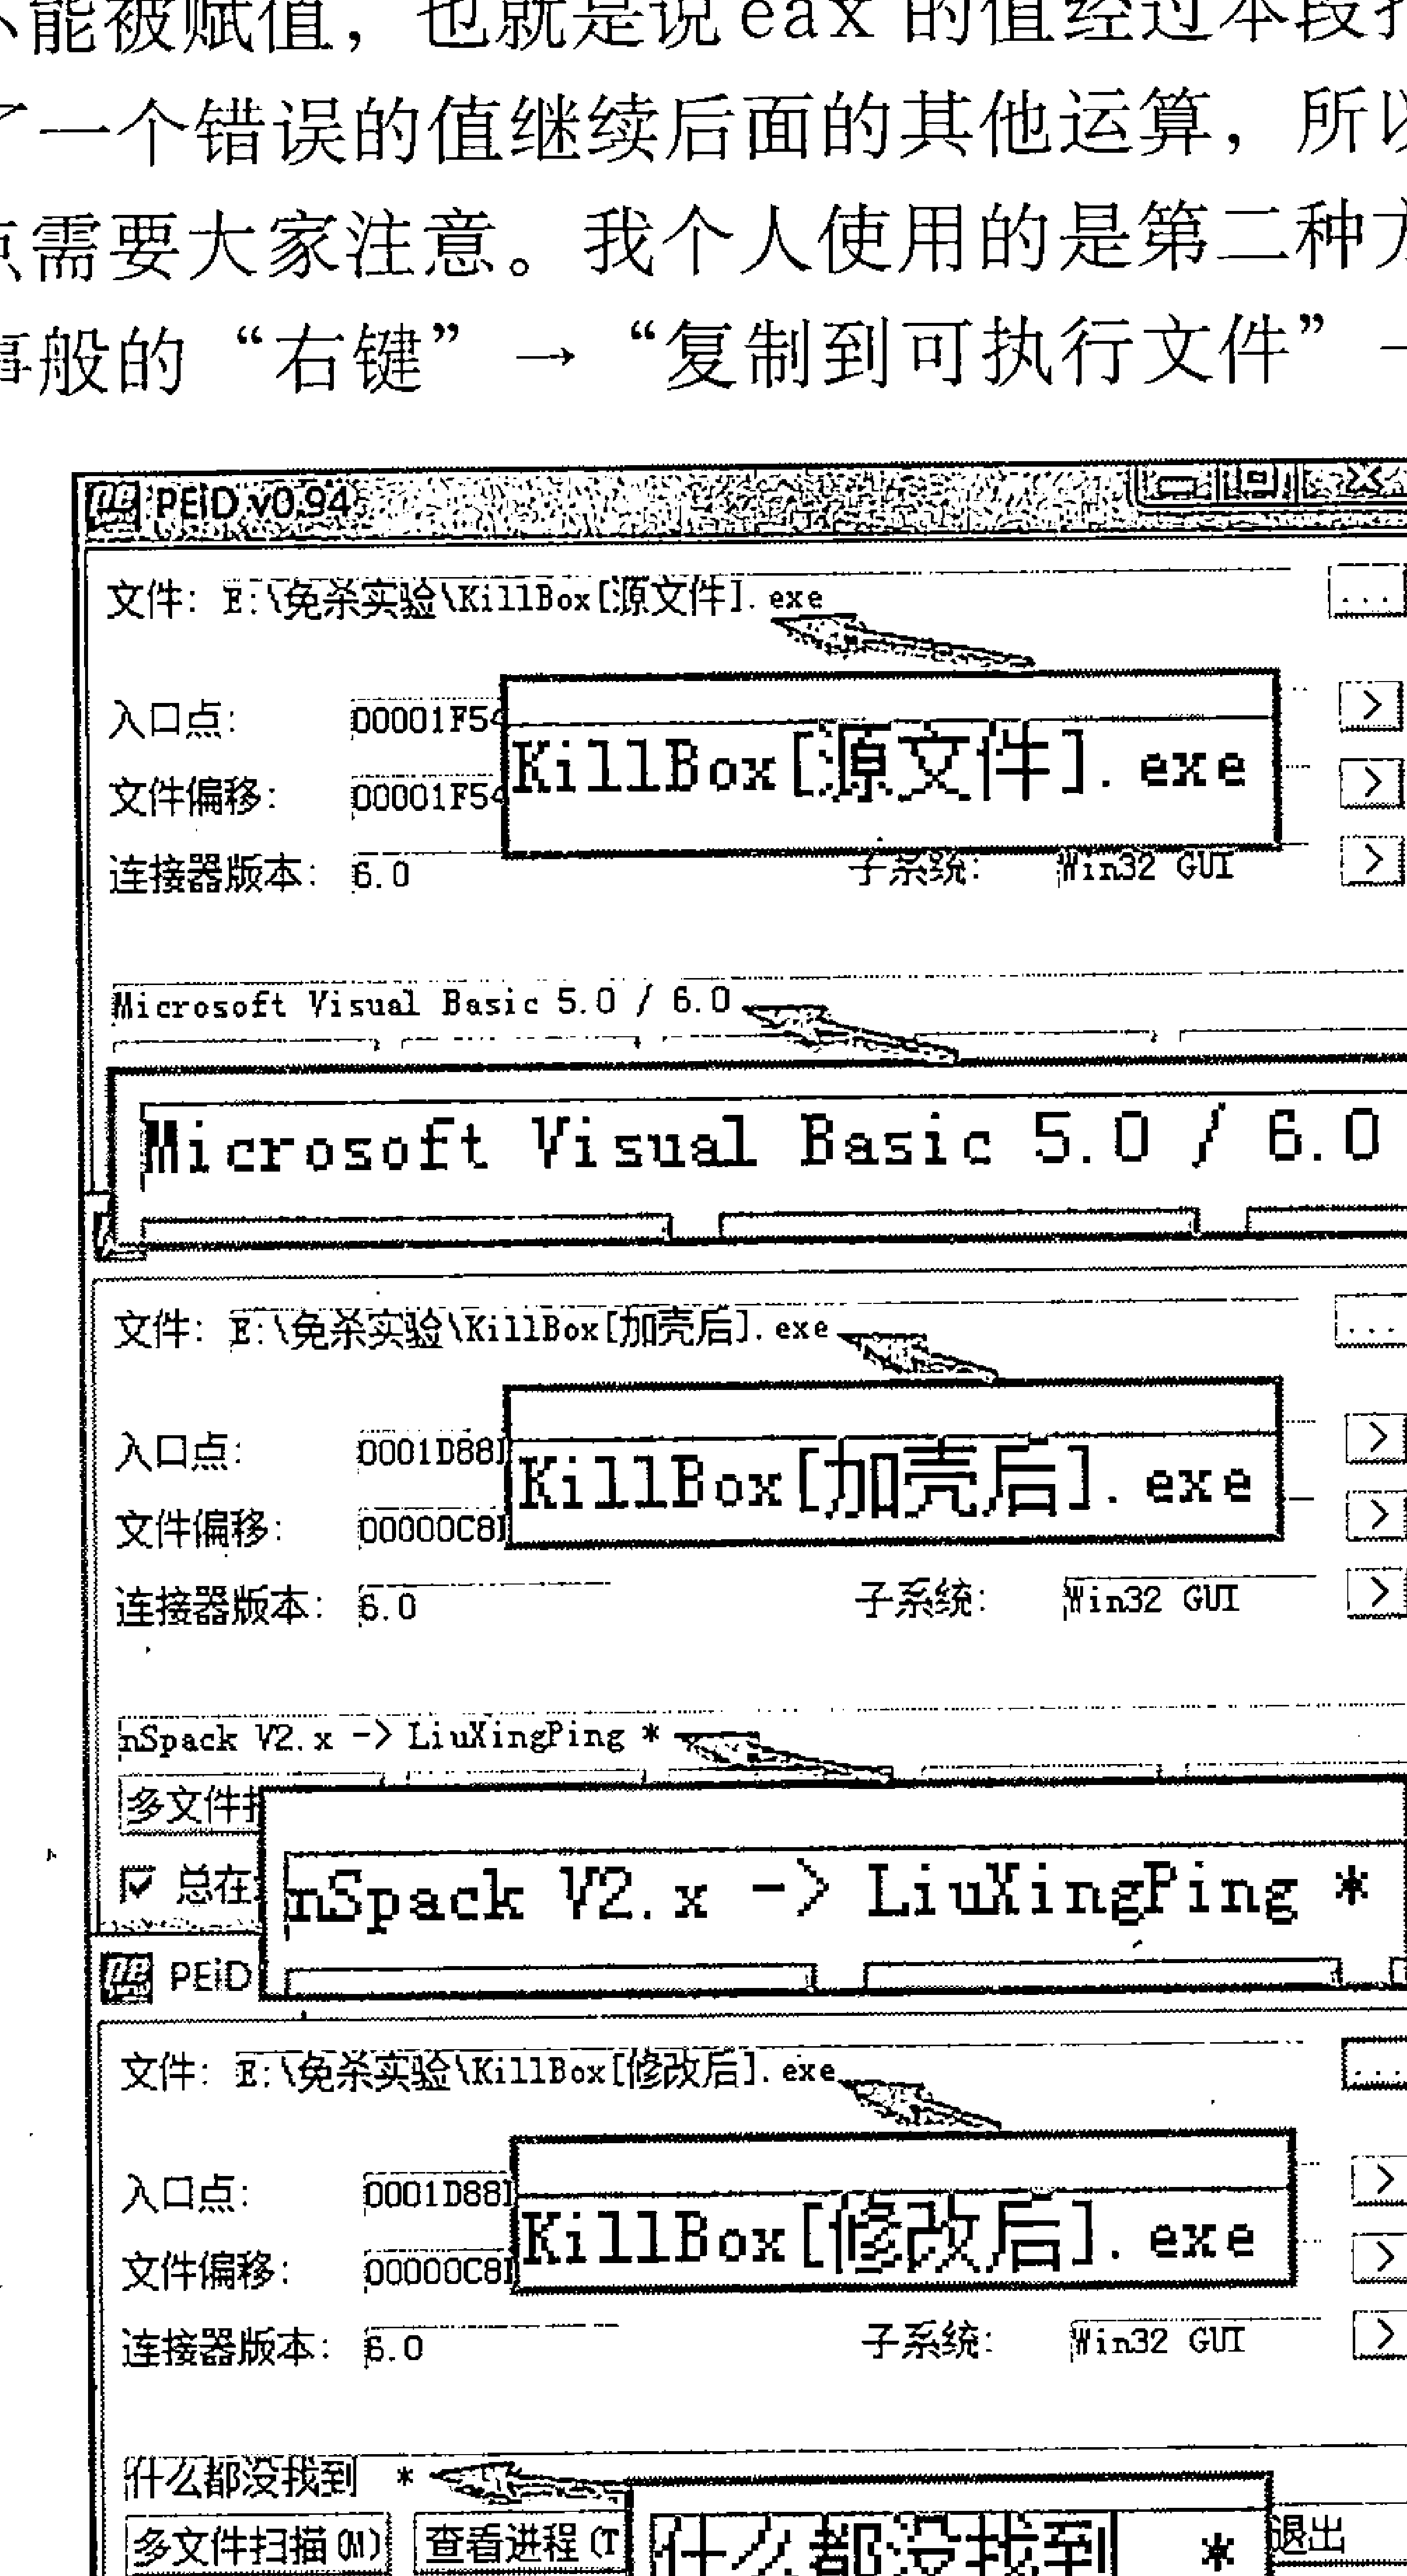 能被赋值，也就是说eax的值经过本段
了一个错误的值继续后面的其他运算，所以
需要大家注意。我个人使用的是第二种方
般的“右键”→“复制到可执行文件”
PEiD v0.94
文件: E:\免杀实验\KillBox[源文件].exe
...
入口点: 00001F54
>
KillBox[源文件].exe
文件偏移: 00001F54
>
连接器版本: 6.0 子系统: Win32 GUI
>
Microsoft Visual Basic 5.0 / 6.0
Microsoft Visual Basic 5.0 / 6.0
文件: E:\免杀实验\KillBox[加壳后].exe
...
入口点: 0001D88
>
KillBox[加壳后].exe
文件偏移: 00000C8
>
连接器版本: 6.0 子系统: Win32 GUI
>
nSpack V2.x -> LiuXingPing *
多文件
总在
nSpack V2.x -> LiuXingPing *
PEiD
文件: E:\免杀实验\KillBox[修改后].exe
...
入口点: 0001D88
>
KillBox[修改后].exe
文件偏移: 00000C8
>
连接器版本: 6.0 子系统: Win32 GUI
>
什么都没找到 *
多文件扫描(M) 查看进程(T 什么都没找到 * 退出